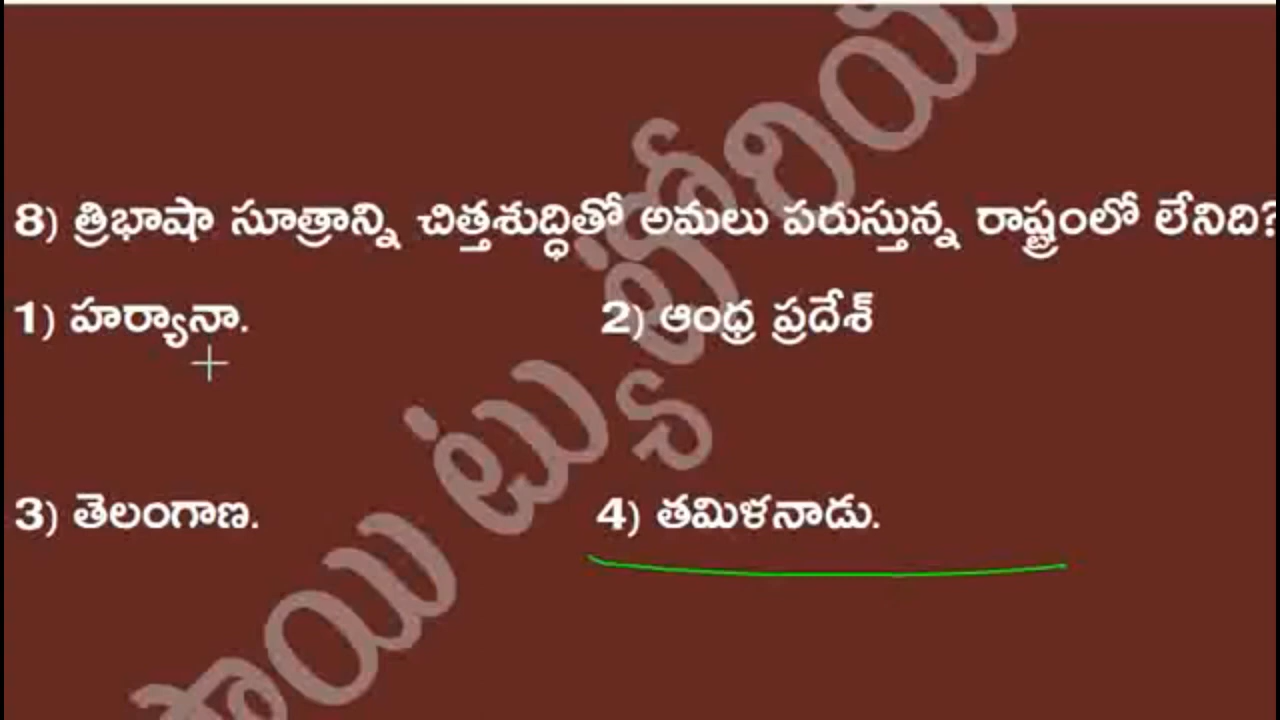 8) త్రిభాషా సూత్రాన్ని చిత్తశుద్ధితో అమలు పరుస్తున్న రాష్ట్రంలో లేనిది?
1) హర్యానా.
2) ఆంధ్ర ప్రదేశ్
3) తెలంగాణ.
4) తమిళనాడు.